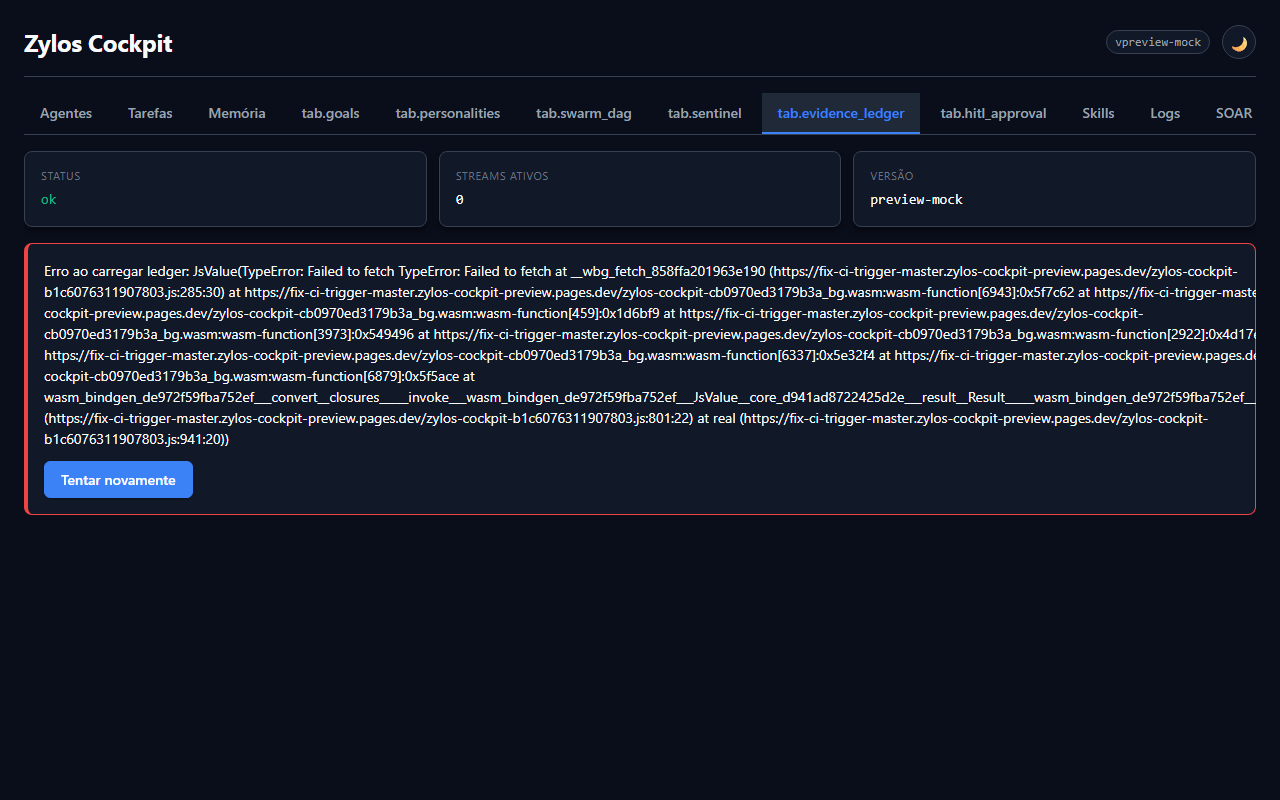 Zylos Cockpit
vpreview-mock
Agentes Tarefas Memória tab.goals tab.personalities tab.swarm_dag tab.sentinel tab.evidence_ledger tab.hitl_approval Skills Logs SOAR
STATUS
ok
STREAMS ATIVOS
0
VERSÃO
preview-mock
Erro ao carregar ledger: JsValue(TypeError: Failed to fetch TypeError: Failed to fetch at __wbg_fetch_858ffa201963e190 (https://fix-ci-trigger-master.zylos-cockpit-preview.pages.dev/zylos-cockpit-
b1c6076311907803.js:285:30) at https://fix-ci-trigger-master.zylos-cockpit-preview.pages.dev/zylos-cockpit-cb0970ed3179b3a_bg.wasm:wasm-function[6943]:0x5f7c62 at https://fix-ci-trigger-maste
cockpit-preview.pages.dev/zylos-cockpit-cb0970ed3179b3a_bg.wasm:wasm-function[459]:0x1d6bf9 at https://fix-ci-trigger-master.zylos-cockpit-preview.pages.dev/zylos-cockpit-
cb0970ed3179b3a_bg.wasm:wasm-function[3973]:0x549496 at https://fix-ci-trigger-master.zylos-cockpit-preview.pages.dev/zylos-cockpit-cb0970ed3179b3a_bg.wasm:wasm-function[2922]:0x4d17
https://fix-ci-trigger-master.zylos-cockpit-preview.pages.dev/zylos-cockpit-cb0970ed3179b3a_bg.wasm:wasm-function[6337]:0x5e32f4 at https://fix-ci-trigger-master.zylos-cockpit-preview.pages.de
cockpit-cb0970ed3179b3a_bg.wasm:wasm-function[6879]:0x5f5ace at
wasm_bindgen_de972f59fba752ef___convert__closures_____invoke___wasm_bindgen_de972f59fba752ef___JsValue__core_d941ad8722425d2e___result__Result_____wasm_bindgen_de972f59fba752ef__
(https://fix-ci-trigger-master.zylos-cockpit-preview.pages.dev/zylos-cockpit-b1c6076311907803.js:801:22) at real (https://fix-ci-trigger-master.zylos-cockpit-preview.pages.dev/zylos-cockpit-
b1c6076311907803.js:941:20))
Tentar novamente